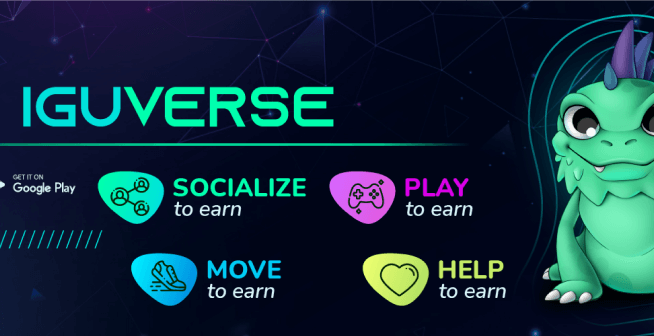 IGUVERSE
GET IT ON
Google Play
SOCIALIZE
to earn
PLAY
to earn
MOVE
to earn
HELP
to earn